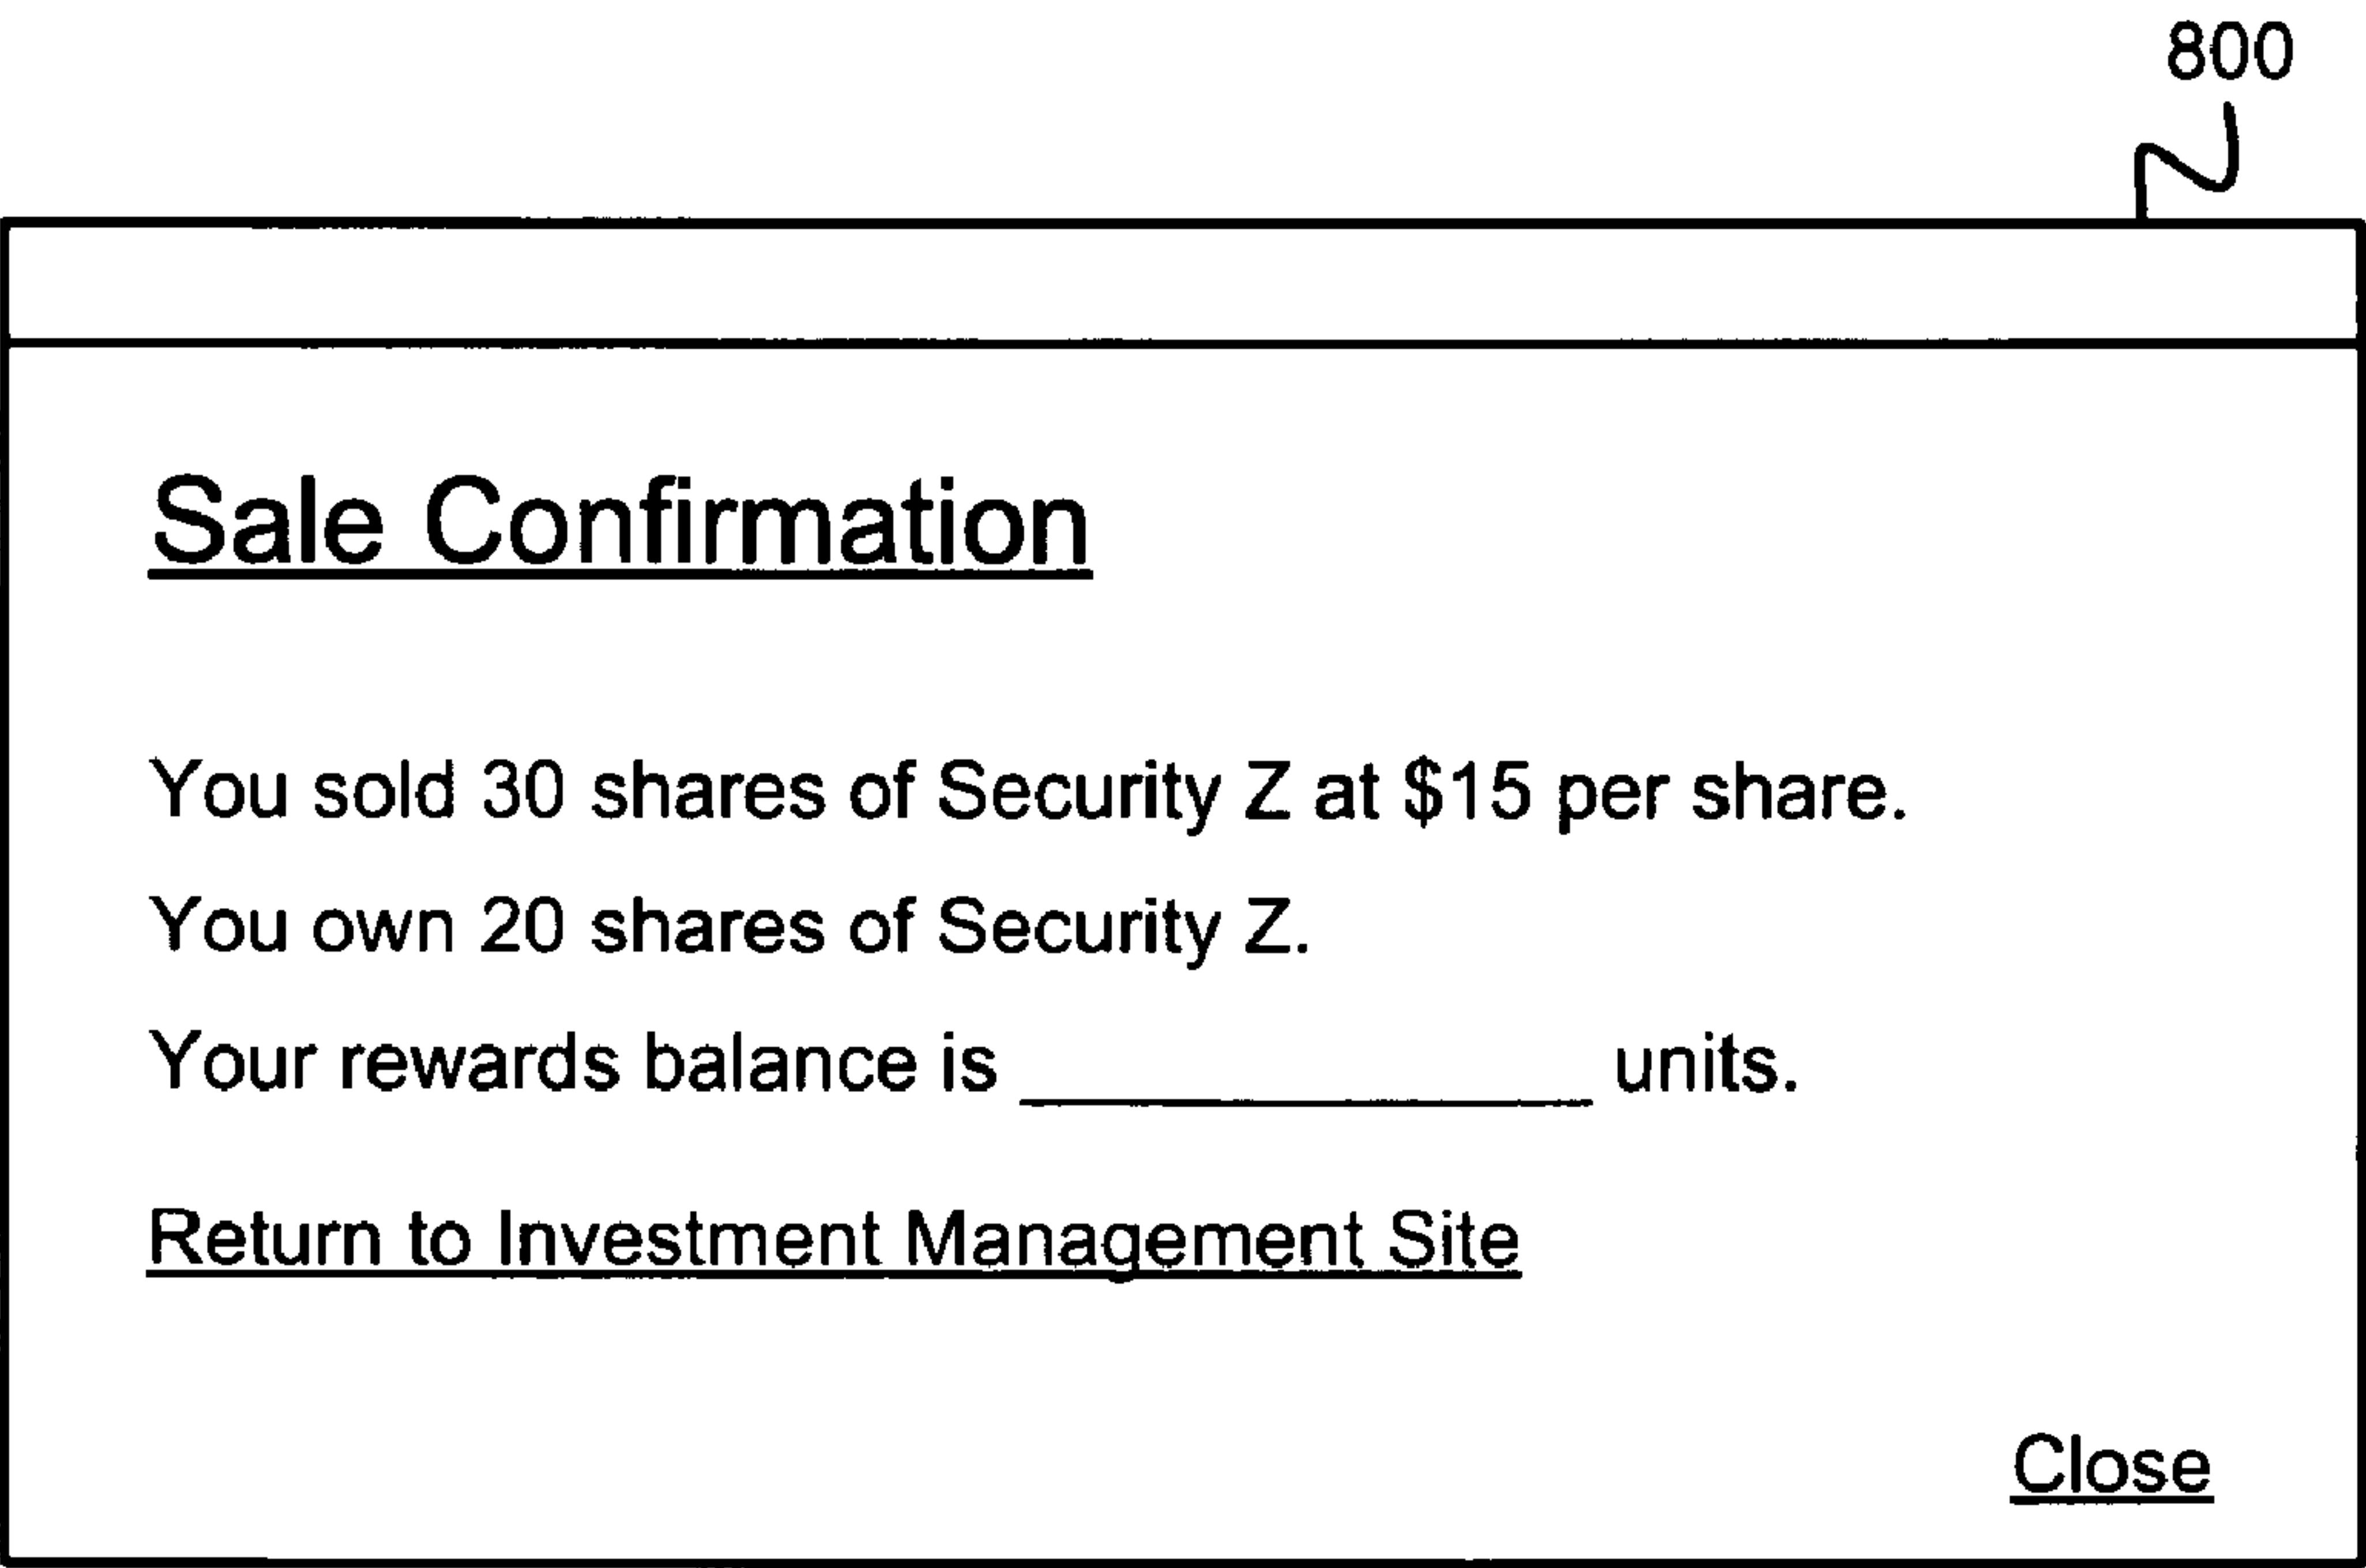 800
Sale Confirmation
You sold 30 shares of Security Z at $15 per share.
You own 20 shares of Security Z.
Your rewards balance is ____________ units.
Return to Investment Management Site
Close